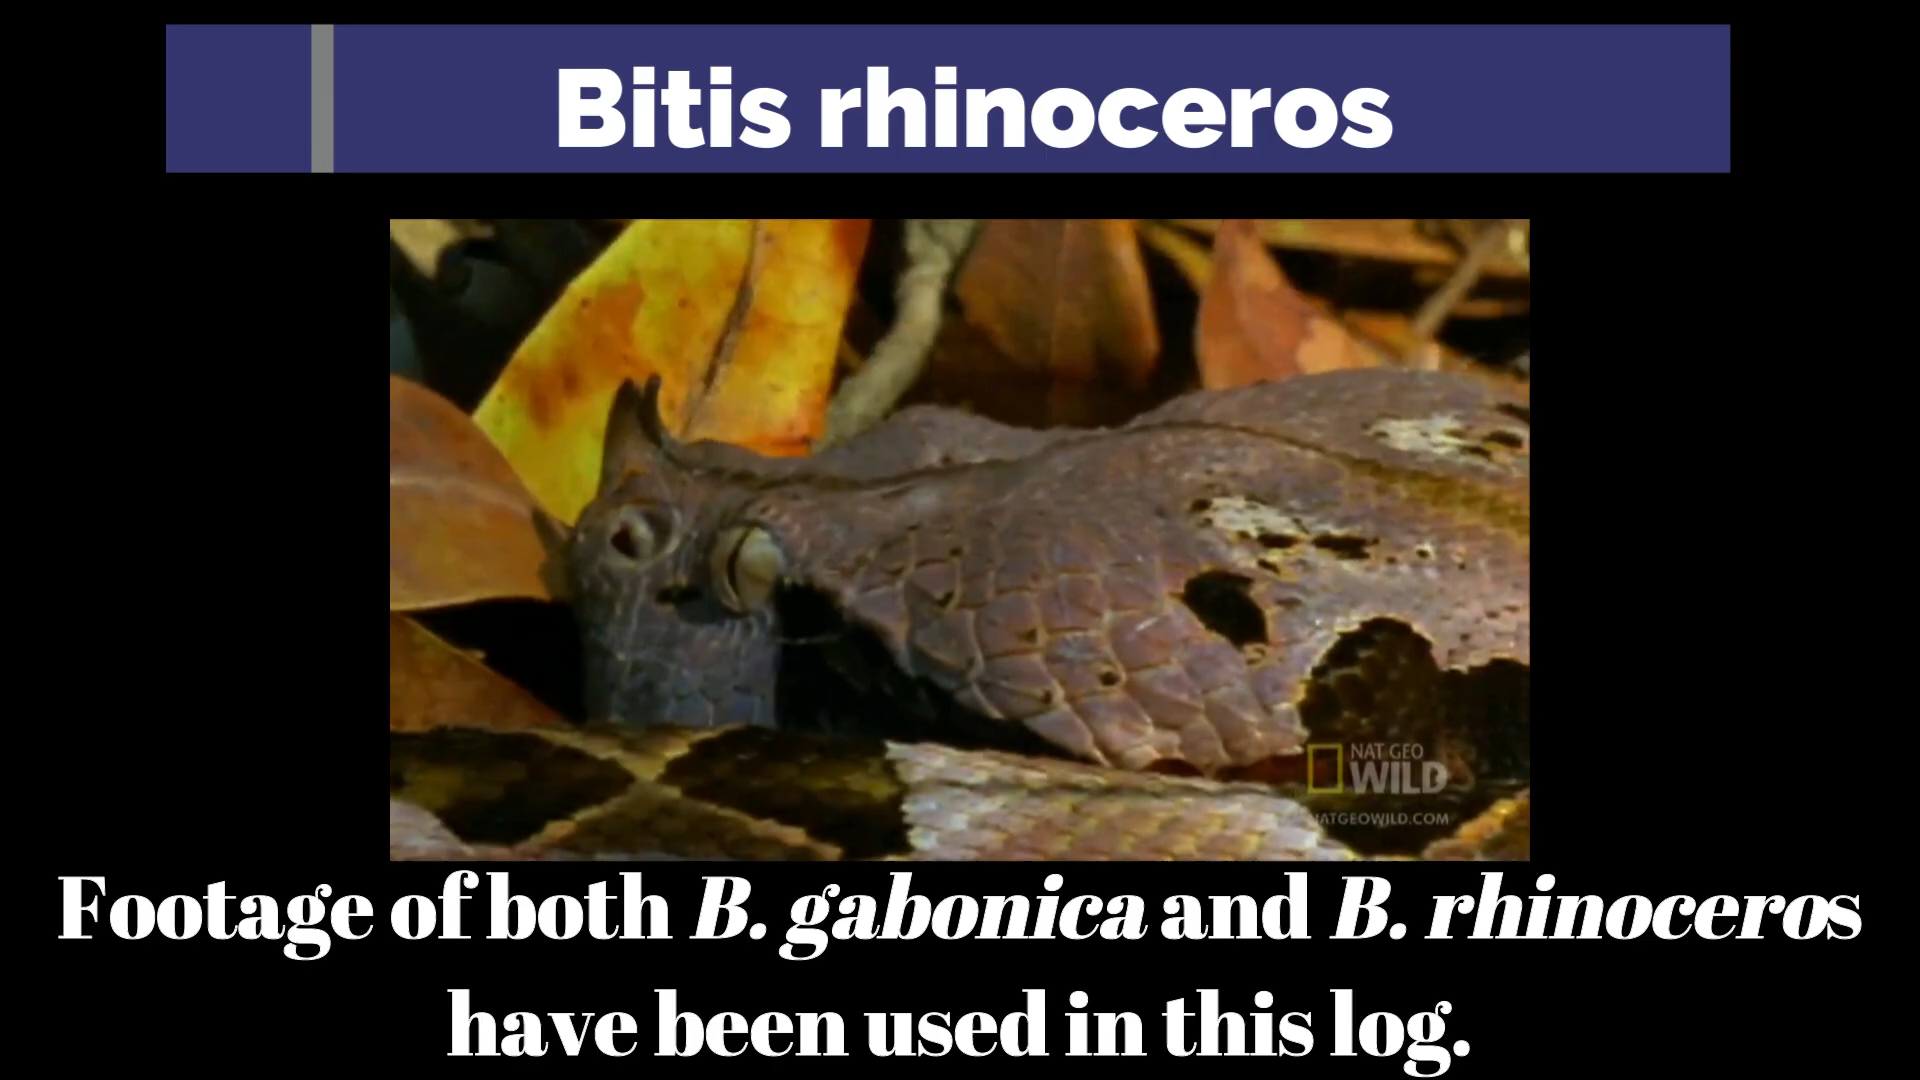 Bitis rhinoceros
NAT GEO
WILD
NATGEOWILD.COM
Footage of both B. gabonica and B. rhinoceros
have been used in this log.